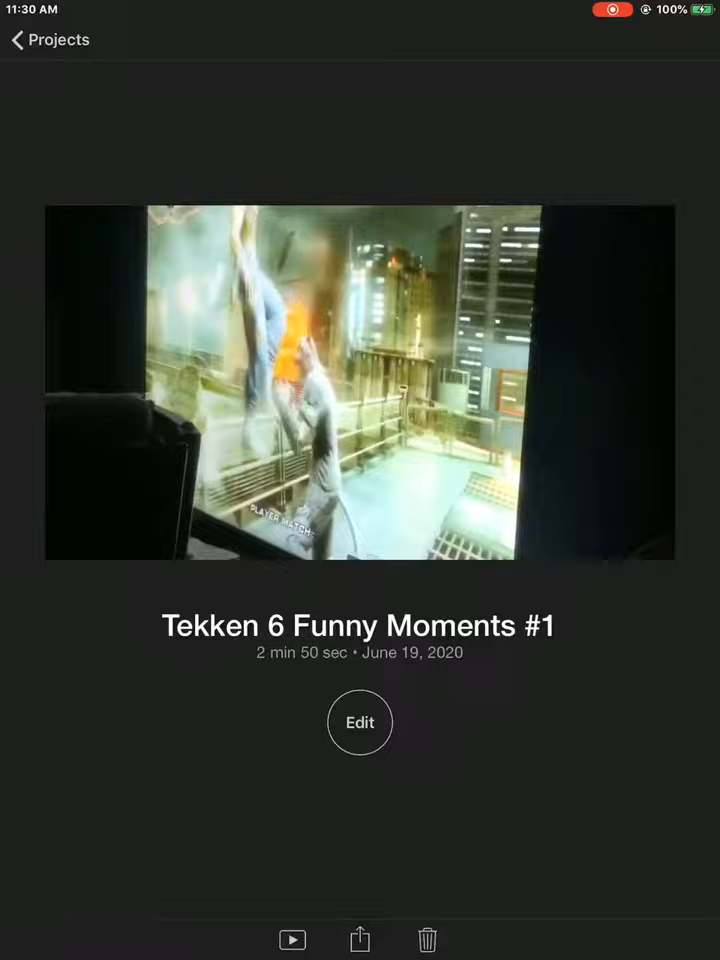 11:30 AM
100%
Projects
PLAYER MATCH
Tekken 6 Funny Moments #1
2 min 50 sec • June 19, 2020
Edit